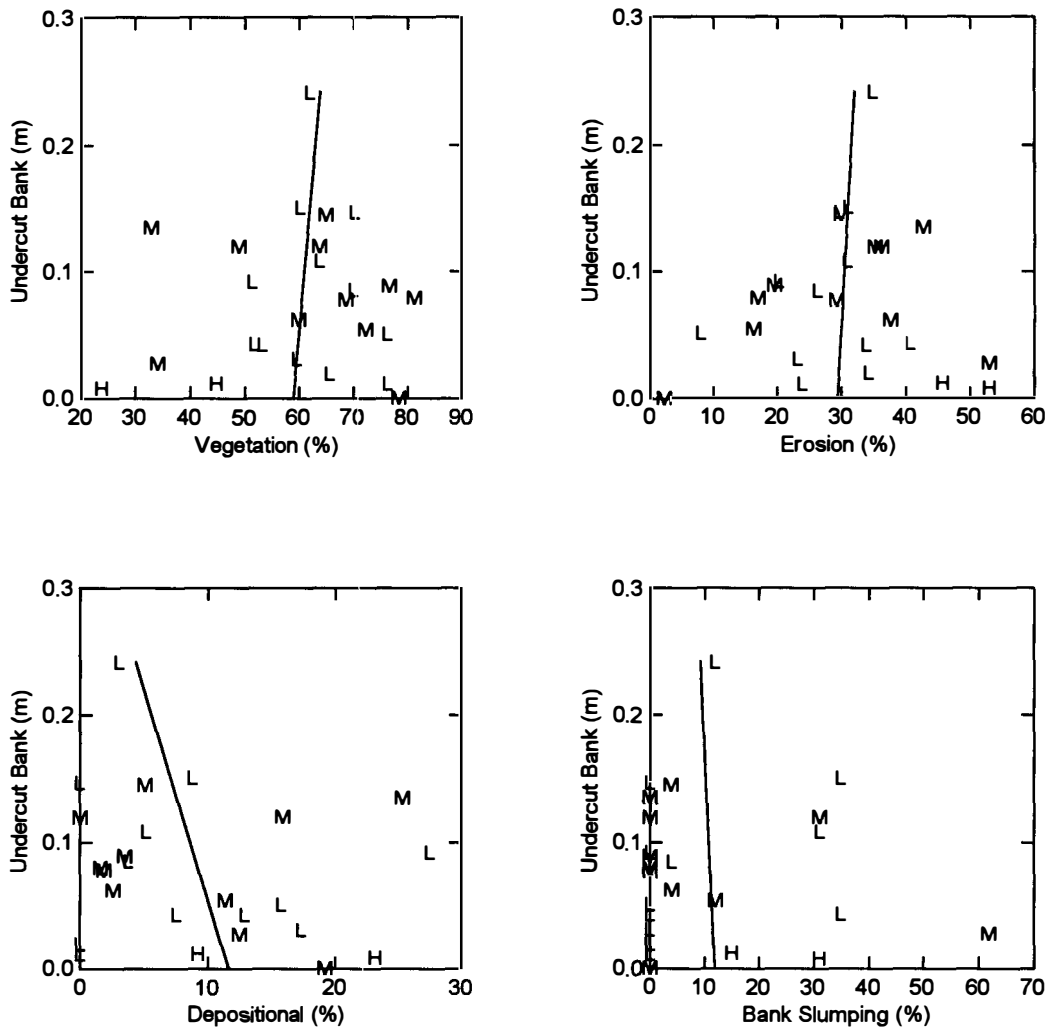 0.3
0.2
0.1
0.0
Undercut Bank (m)
20 30 40 50 60 70 80 90
Vegetation (%)
L
L M L
M
M M
L
L M
L M M
M M L
L L L
M L
H H L M
0.3
0.2
0.1
0.0
Undercut Bank (m)
0 10 20 30 40 50 60
Erosion (%)
L
M
M M
M L
M M
M M
L L L
L L M
L H H
M
0.3
0.2
0.1
0.0
Undercut Bank (m)
0 10 20 30
Depositional (%)
L
L M L M
M M
L L
M M L
M M M
L L L L
M
H H M
0.3
0.2
0.1
0.0
Undercut Bank (m)
0 10 20 30 40 50 60 70
Bank Slumping (%)
L
M L
M
M M
L
M L
M
M M
L
M
H H
M